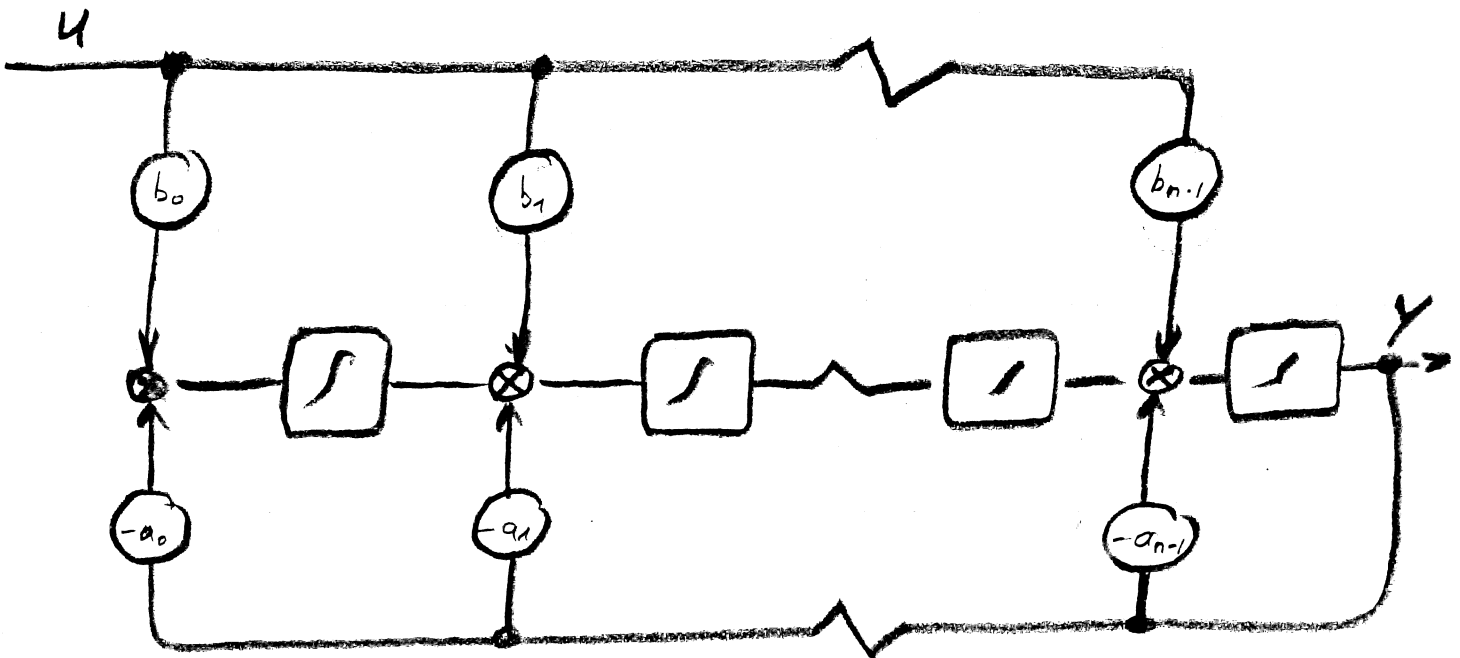 u
b₀ b₁ bₙ₋₁
∫ ∫ ∫ ∫ y
-a₀ -a₁ -aₙ₋₁